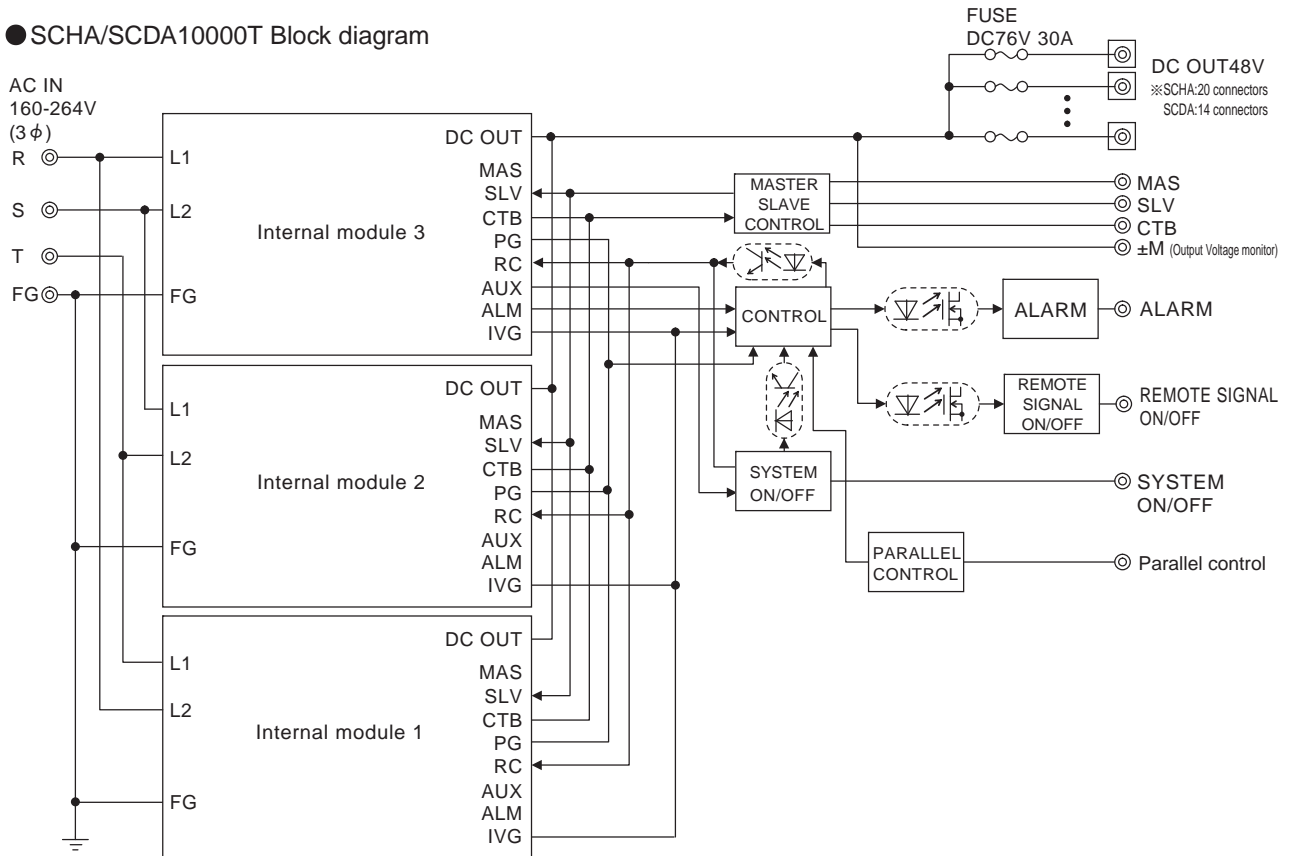 ●SCHA/SCDA10000T Block diagram
FUSE
DC76V 30A
DC OUT48V
※SCHA:20 connectors
SCDA:14 connectors
AC IN
160-264V
(3φ)
R
S
T
FG
L1
L2
FG
Internal module 3
DC OUT
MAS
SLV
CTB
PG
RC
AUX
ALM
IVG
MASTER
SLAVE
CONTROL
MAS
SLV
CTB
±M (Output Voltage monitor)
CONTROL
ALARM
ALARM
L1
L2
FG
Internal module 2
DC OUT
MAS
SLV
CTB
PG
RC
AUX
ALM
IVG
REMOTE
SIGNAL
ON/OFF
REMOTE SIGNAL
ON/OFF
SYSTEM
ON/OFF
SYSTEM
ON/OFF
PARALLEL
CONTROL
Parallel control
L1
L2
FG
Internal module 1
DC OUT
MAS
SLV
CTB
PG
RC
AUX
ALM
IVG